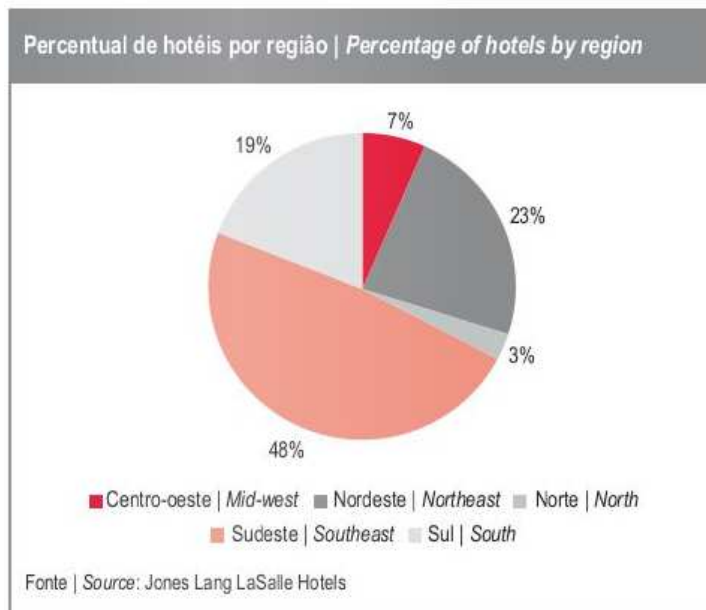 Percentual de hotéis por região | Percentage of hotels by region
7%
19%
23%
3%
48%
Centro-oeste | Mid-west Nordeste | Northeast Norte | North
Sudeste | Southeast Sul | South
Fonte | Source: Jones Lang LaSalle Hotels